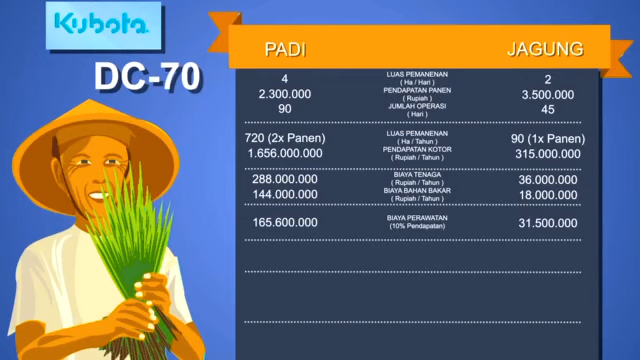 Kubota
DC-70
PADI JAGUNG
4 LUAS PEMANENAN ( Ha / Hari ) 2
2.300.000 PENDAPATAN PANEN ( Rupiah ) 3.500.000
90 JUMLAH OPERASI ( Hari ) 45
720 (2x Panen) LUAS PEMANENAN ( Ha / Tahun ) 90 (1x Panen)
1.656.000.000 PENDAPATAN KOTOR ( Rupiah / Tahun ) 315.000.000
288.000.000 BIAYA TENAGA ( Rupiah / Tahun ) 36.000.000
144.000.000 BIAYA BAHAN BAKAR ( Rupiah / Tahun ) 18.000.000
165.600.000 BIAYA PERAWATAN (10% Pendapatan) 31.500.000